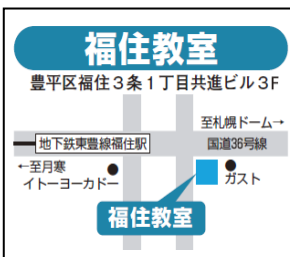 福住教室
豊平区福住3条1丁目共進ビル3F
至札幌ドーム→
地下鉄東豊線福住駅
国道36号線
←至月寒
イトーヨーカドー
ガスト
福住教室